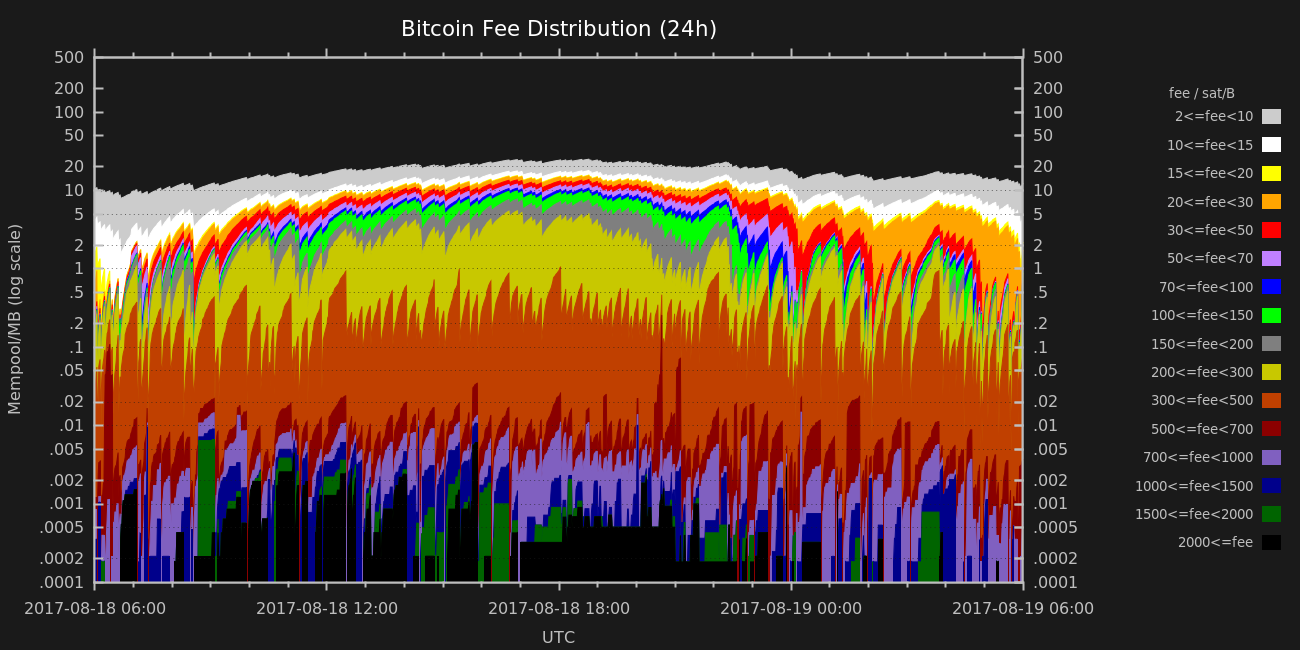 Bitcoin Fee Distribution (24h)
500
200
100
50
20
10
5
2
1
.5
.2
.1
.05
.02
.01
.005
.002
.001
.0005
.0002
.0001
Mempool/MB (log scale)
500
200
100
50
20
10
5
2
1
.5
.2
.1
.05
.02
.01
.005
.002
.001
.0005
.0002
.0001
2017-08-18 06:00
2017-08-18 12:00
2017-08-18 18:00
2017-08-19 00:00
2017-08-19 06:00
UTC
fee / sat/B
2<=fee<10
10<=fee<15
15<=fee<20
20<=fee<30
30<=fee<50
50<=fee<70
70<=fee<100
100<=fee<150
150<=fee<200
200<=fee<300
300<=fee<500
500<=fee<700
700<=fee<1000
1000<=fee<1500
1500<=fee<2000
2000<=fee